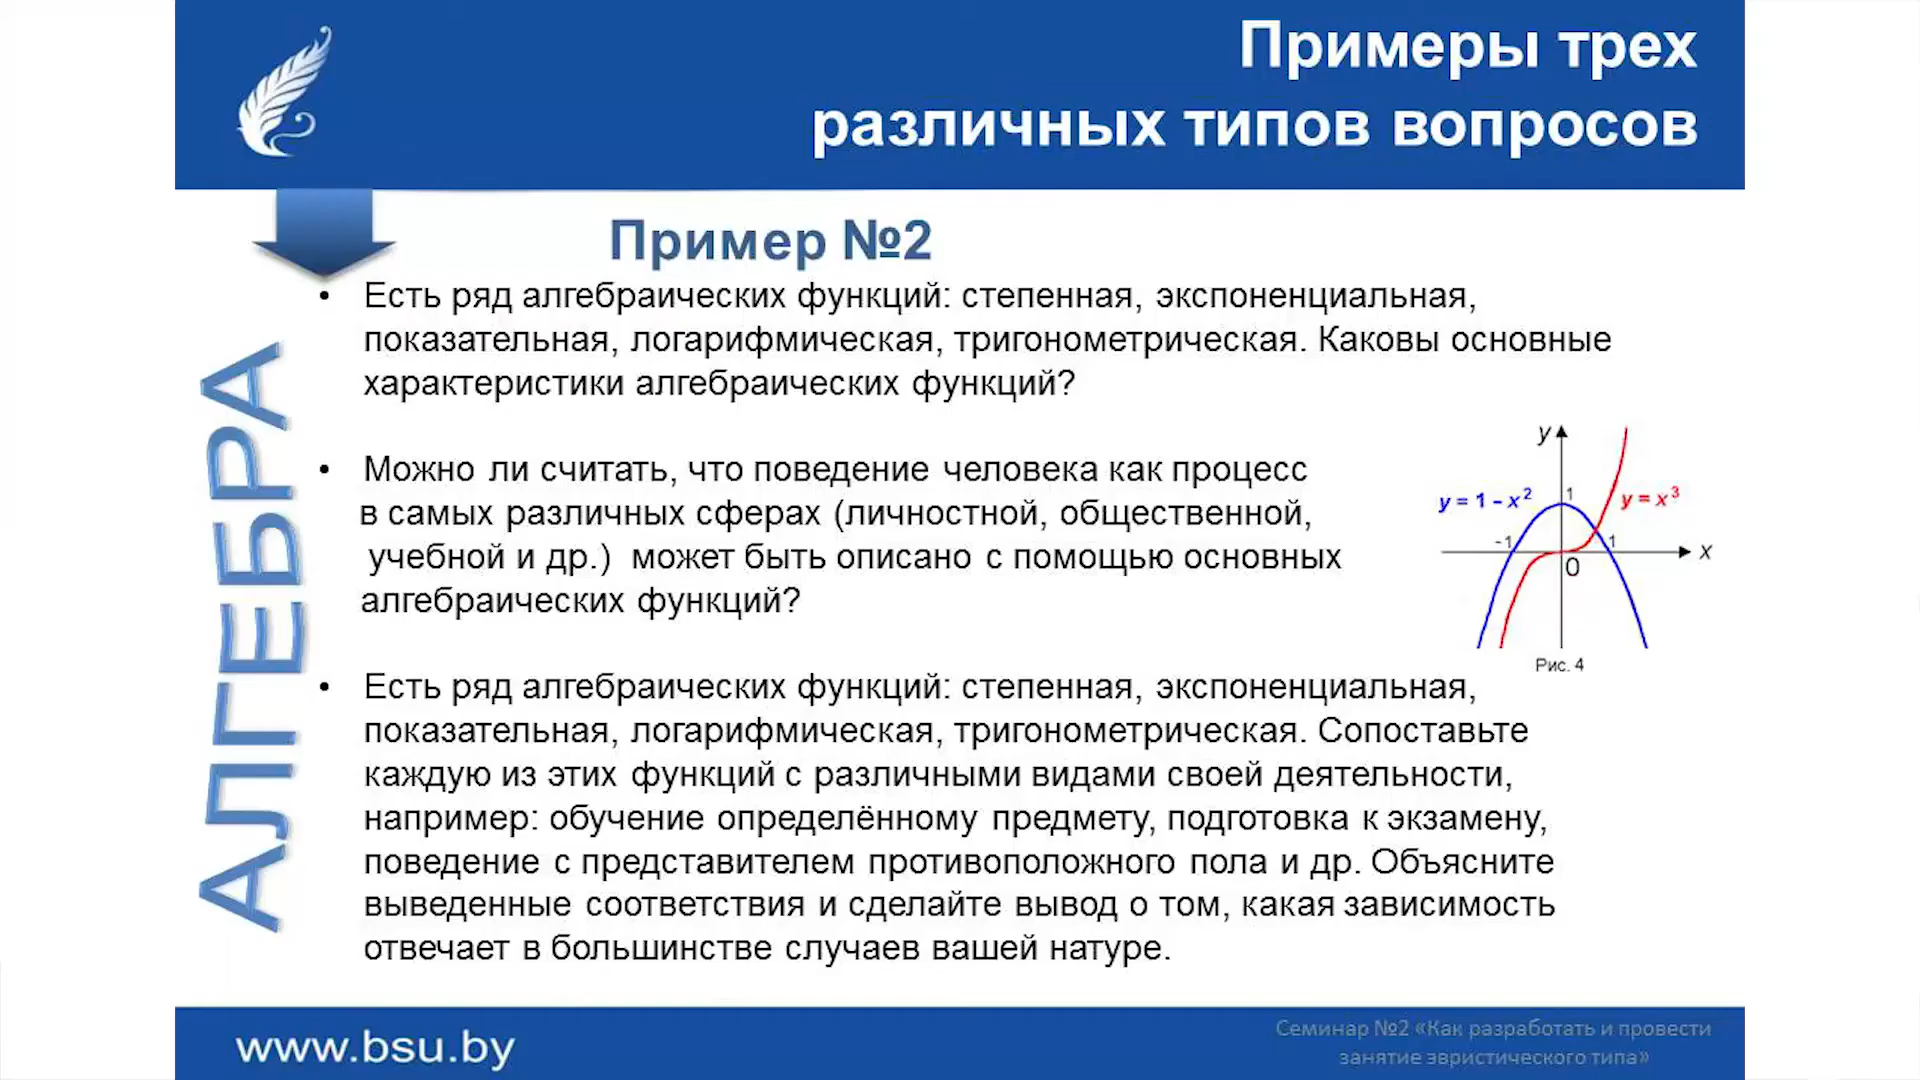 Примеры трех
различных типов вопросов
Пример №2
АЛГЕБРА
• Есть ряд алгебраических функций: степенная, экспоненциальная,
показательная, логарифмическая, тригонометрическая. Каковы основные
характеристики алгебраических функций?
• Можно ли считать, что поведение человека как процесс
в самых различных сферах (личностной, общественной,
учебной и др.) может быть описано с помощью основных
алгебраических функций?
y
y = 1 – x²
1
y = x³
-1
1
x
0
Рис. 4
• Есть ряд алгебраических функций: степенная, экспоненциальная,
показательная, логарифмическая, тригонометрическая. Сопоставьте
каждую из этих функций с различными видами своей деятельности,
например: обучение определённому предмету, подготовка к экзамену,
поведение с представителем противоположного пола и др. Объясните
выведенные соответствия и сделайте вывод о том, какая зависимость
отвечает в большинстве случаев вашей натуре.
www.bsu.by
Семинар №2 «Как разработать и провести
занятие эвристического типа»